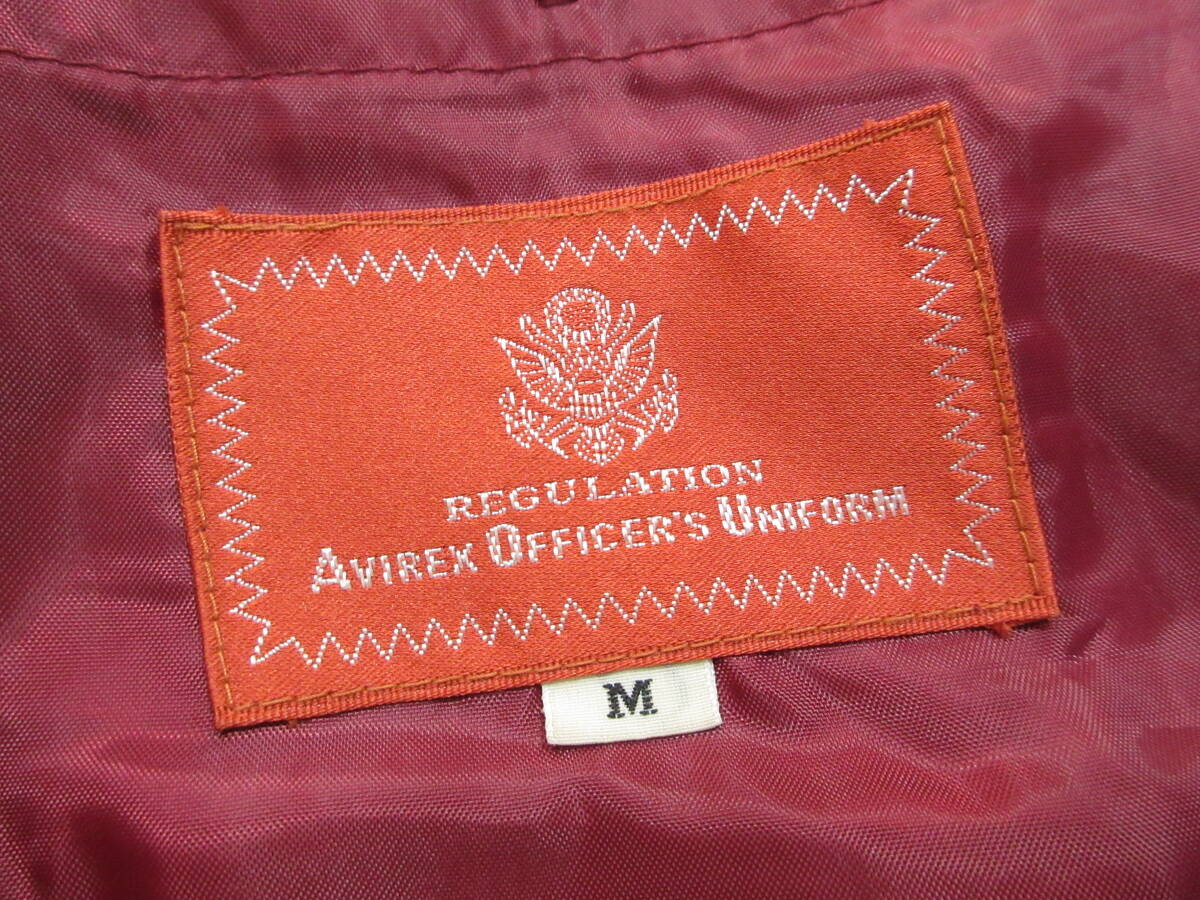 REGULATION
AVIREX OFFICER'S UNIFORM
M